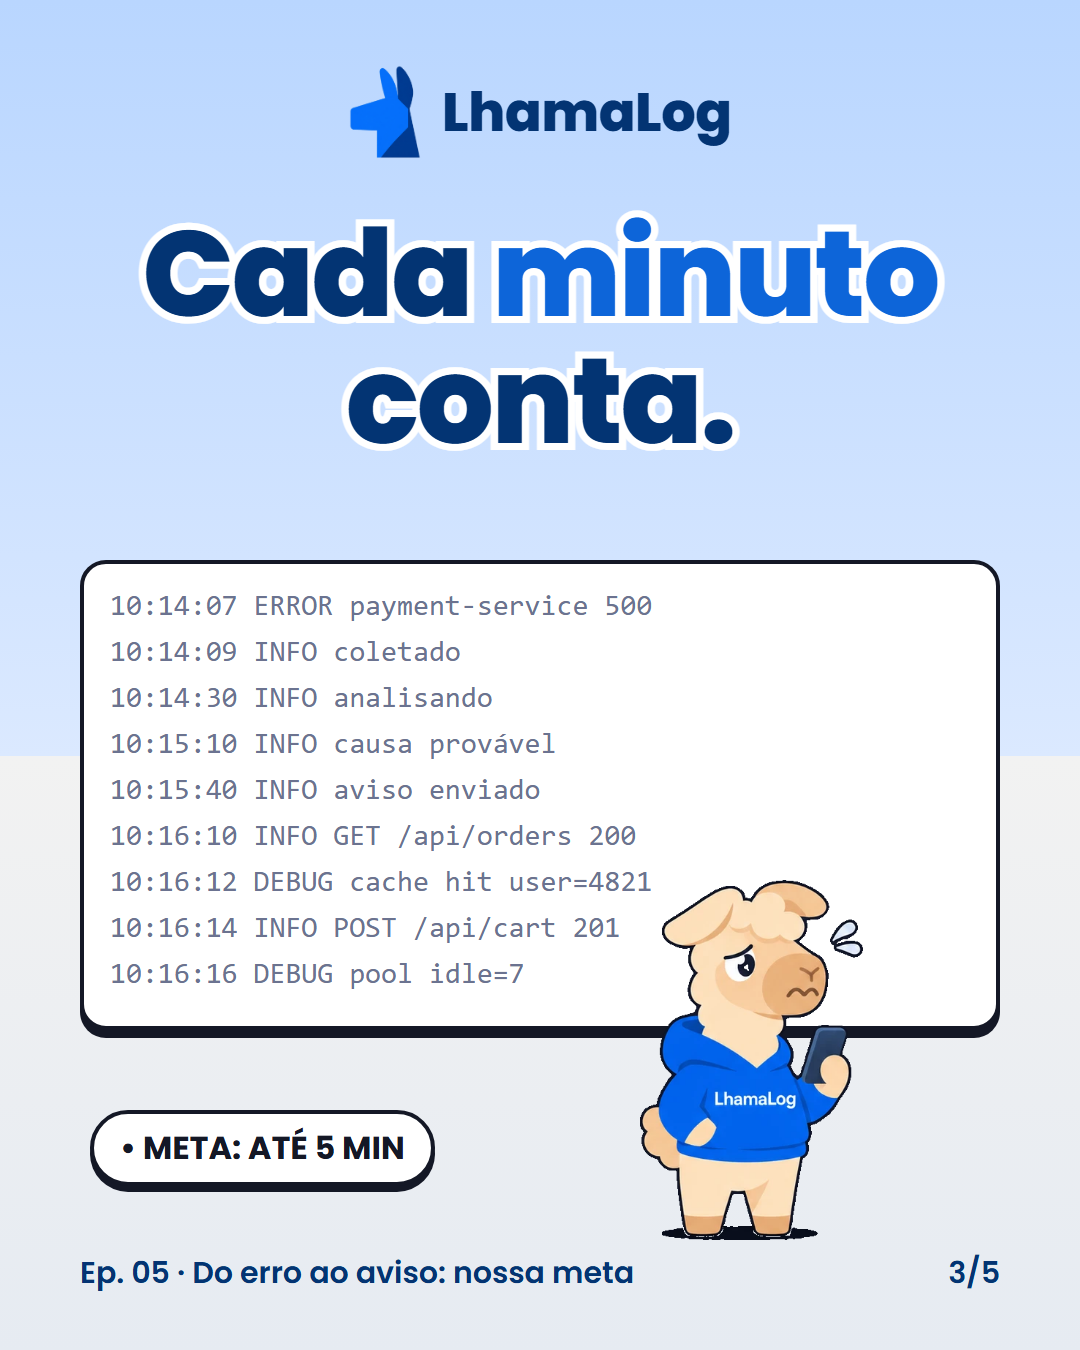 LhamaLog
Cada minuto
conta.
10:14:07 ERROR payment-service 500
10:14:09 INFO coletado
10:14:30 INFO analisando
10:15:10 INFO causa provável
10:15:40 INFO aviso enviado
10:16:10 INFO GET /api/orders 200
10:16:12 DEBUG cache hit user=4821
10:16:14 INFO POST /api/cart 201
10:16:16 DEBUG pool idle=7
LhamaLog
• META: ATÉ 5 MIN
Ep. 05 · Do erro ao aviso: nossa meta
3/5